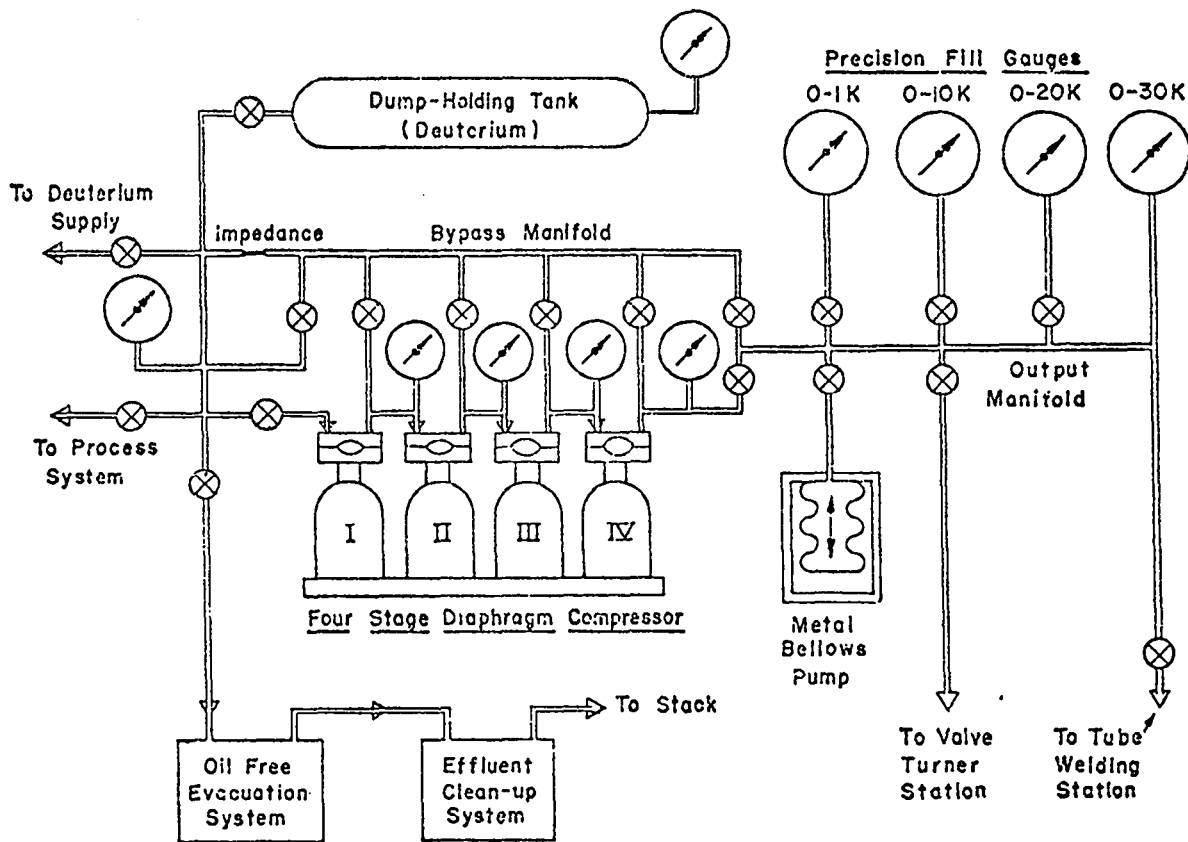 Dump-Holding Tank
(Deuterium)
Precision Fill Gauges
0-1K 0-10K 0-20K 0-30K
To Deuterium
Supply
Impedance
Bypass Manifold
Output
Manifold
To Process
System
I II III IV
Four Stage Diaphragm Compressor
Metal
Bellows
Pump
To Stack
Oil Free
Evacuation
System
Effluent
Clean-up
System
To Valve
Turner
Station
To Tube
Welding
Station